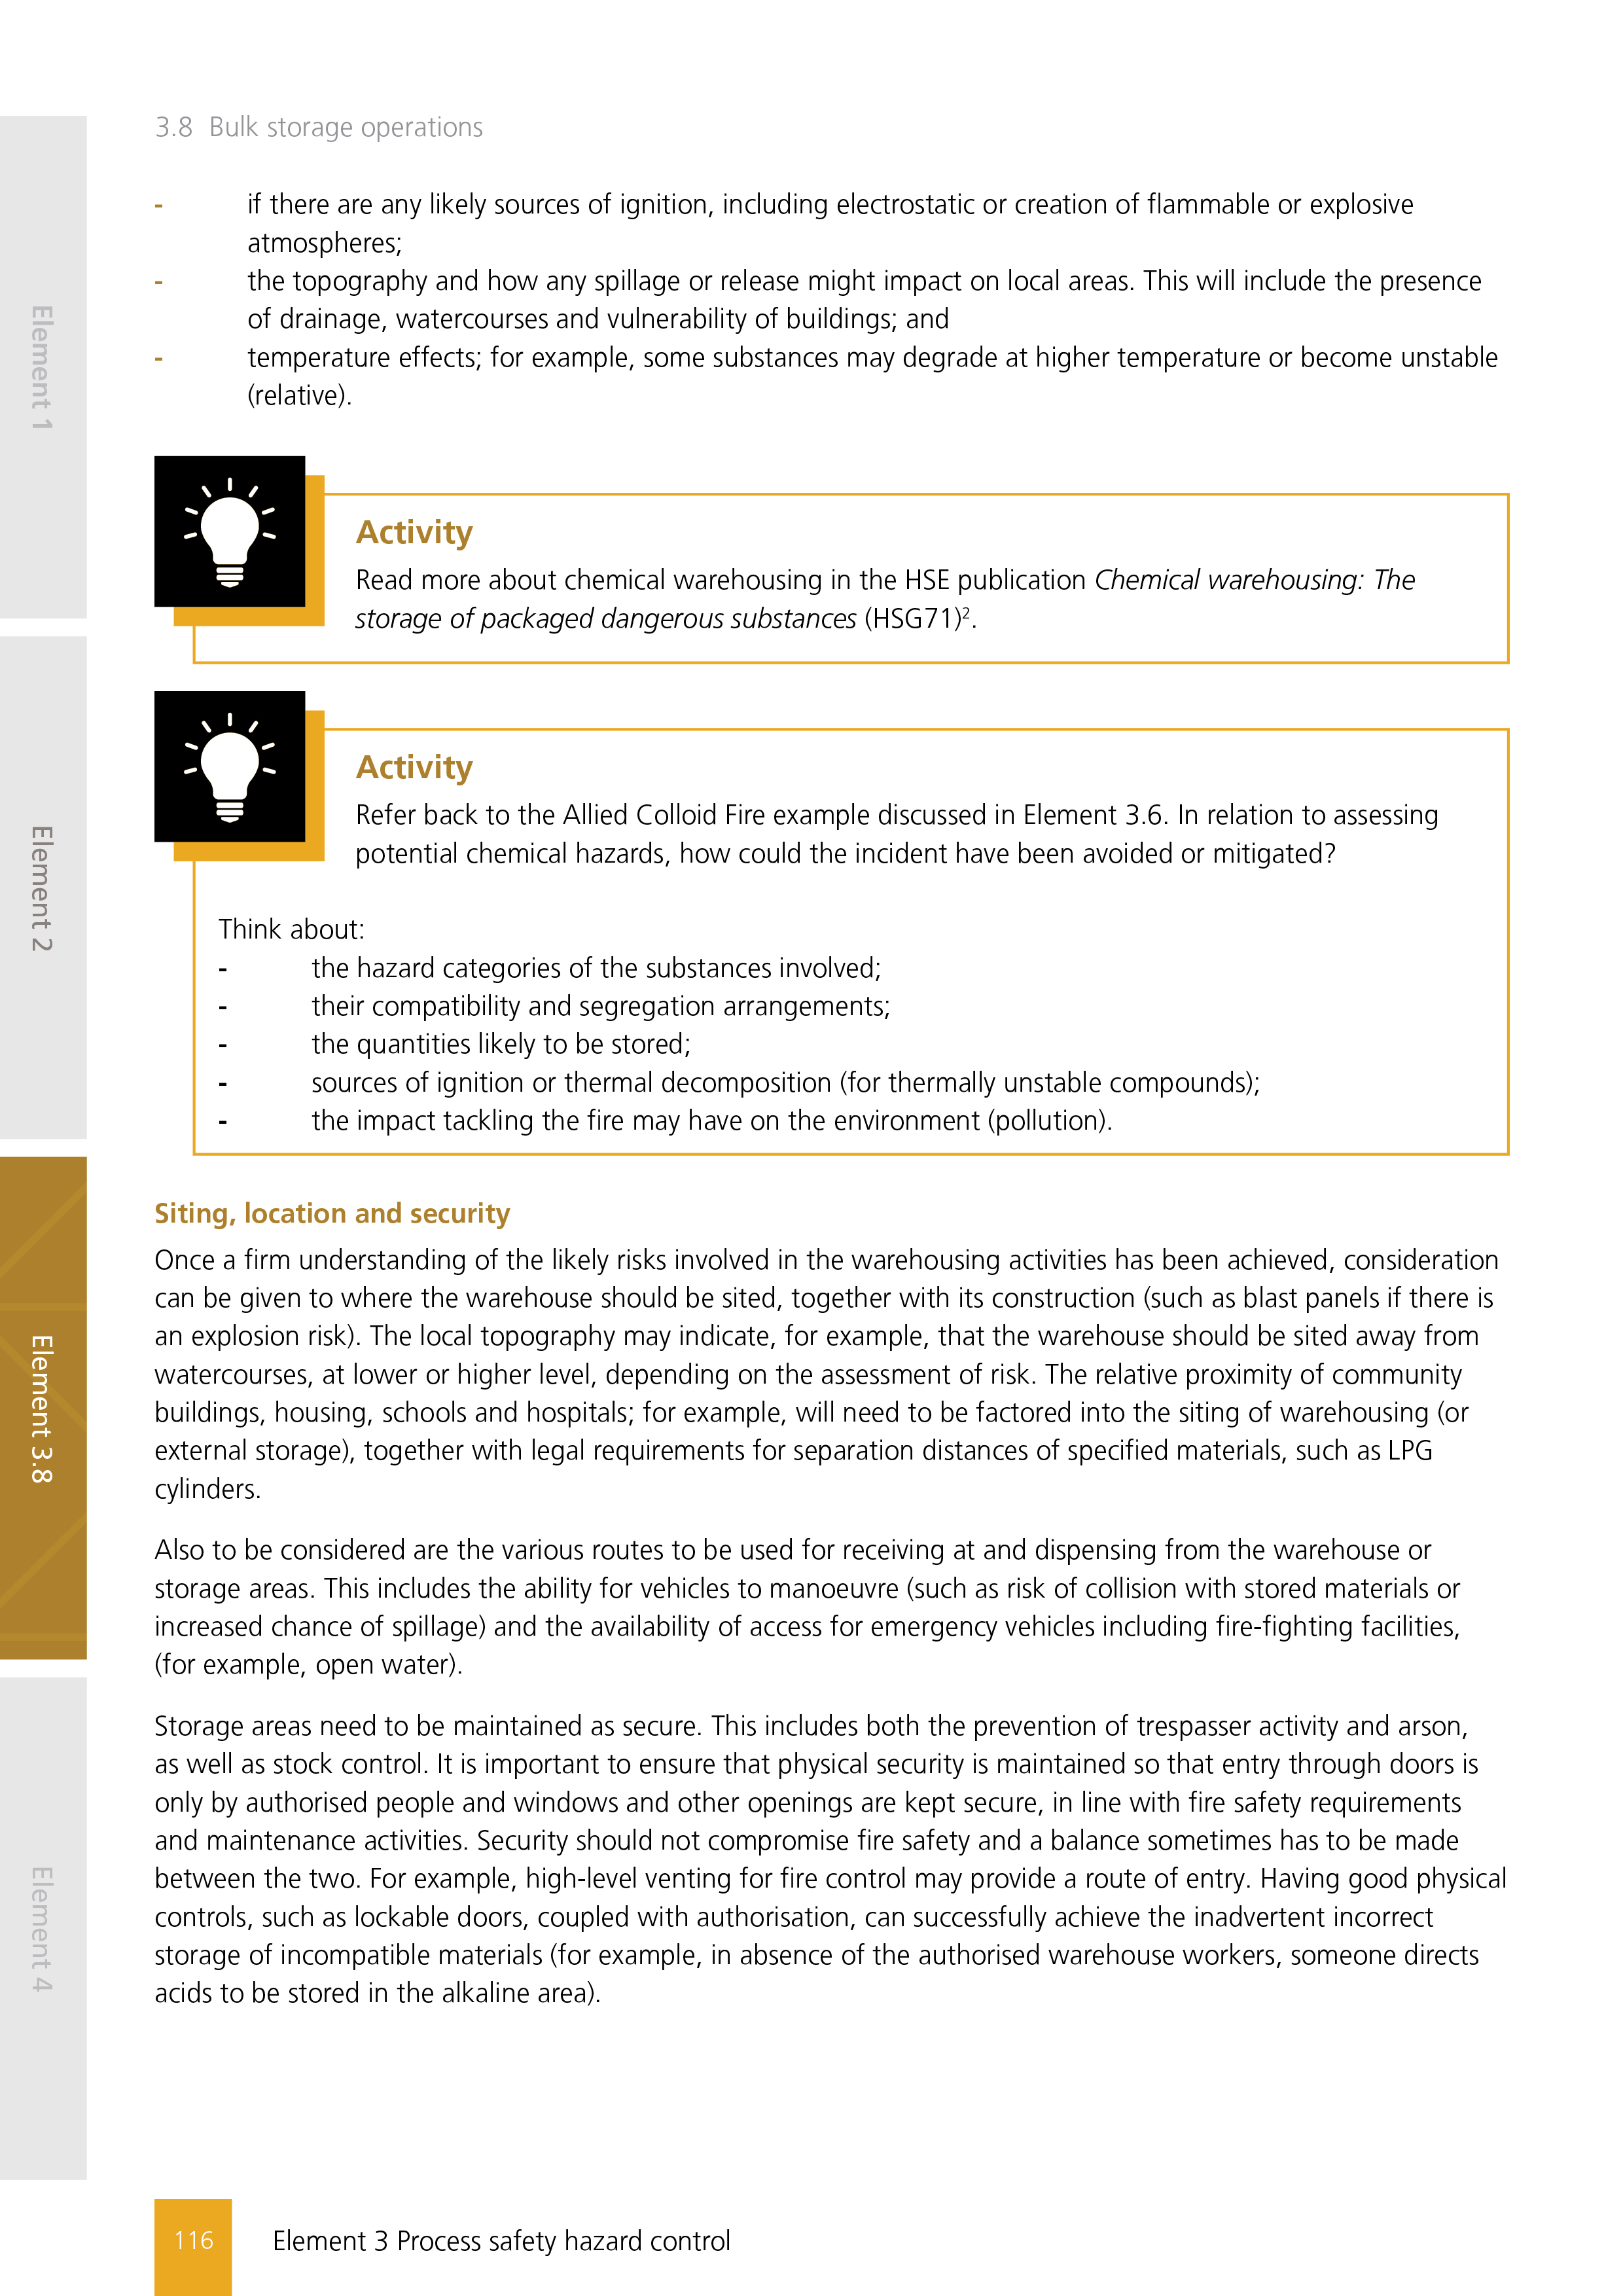 3.8 Bulk storage operations
- if there are any likely sources of ignition, including electrostatic or creation of flammable or explosive
atmospheres;
- the topography and how any spillage or release might impact on local areas. This will include the presence
of drainage, watercourses and vulnerability of buildings; and
- temperature effects; for example, some substances may degrade at higher temperature or become unstable
(relative).
Activity
Read more about chemical warehousing in the HSE publication Chemical warehousing: The
storage of packaged dangerous substances (HSG71)2.
Activity
Refer back to the Allied Colloid Fire example discussed in Element 3.6. In relation to assessing
potential chemical hazards, how could the incident have been avoided or mitigated?
Think about:
- the hazard categories of the substances involved;
- their compatibility and segregation arrangements;
- the quantities likely to be stored;
- sources of ignition or thermal decomposition (for thermally unstable compounds);
- the impact tackling the fire may have on the environment (pollution).
Siting, location and security
Once a firm understanding of the likely risks involved in the warehousing activities has been achieved, consideration
can be given to where the warehouse should be sited, together with its construction (such as blast panels if there is
an explosion risk). The local topography may indicate, for example, that the warehouse should be sited away from
watercourses, at lower or higher level, depending on the assessment of risk. The relative proximity of community
buildings, housing, schools and hospitals; for example, will need to be factored into the siting of warehousing (or
external storage), together with legal requirements for separation distances of specified materials, such as LPG
cylinders.
Also to be considered are the various routes to be used for receiving at and dispensing from the warehouse or
storage areas. This includes the ability for vehicles to manoeuvre (such as risk of collision with stored materials or
increased chance of spillage) and the availability of access for emergency vehicles including fire-fighting facilities,
(for example, open water).
Storage areas need to be maintained as secure. This includes both the prevention of trespasser activity and arson,
as well as stock control. It is important to ensure that physical security is maintained so that entry through doors is
only by authorised people and windows and other openings are kept secure, in line with fire safety requirements
and maintenance activities. Security should not compromise fire safety and a balance sometimes has to be made
between the two. For example, high-level venting for fire control may provide a route of entry. Having good physical
controls, such as lockable doors, coupled with authorisation, can successfully achieve the inadvertent incorrect
storage of incompatible materials (for example, in absence of the authorised warehouse workers, someone directs
acids to be stored in the alkaline area).
Element 1
Element 2
Element 3.8
Element 4
116 Element 3 Process safety hazard control